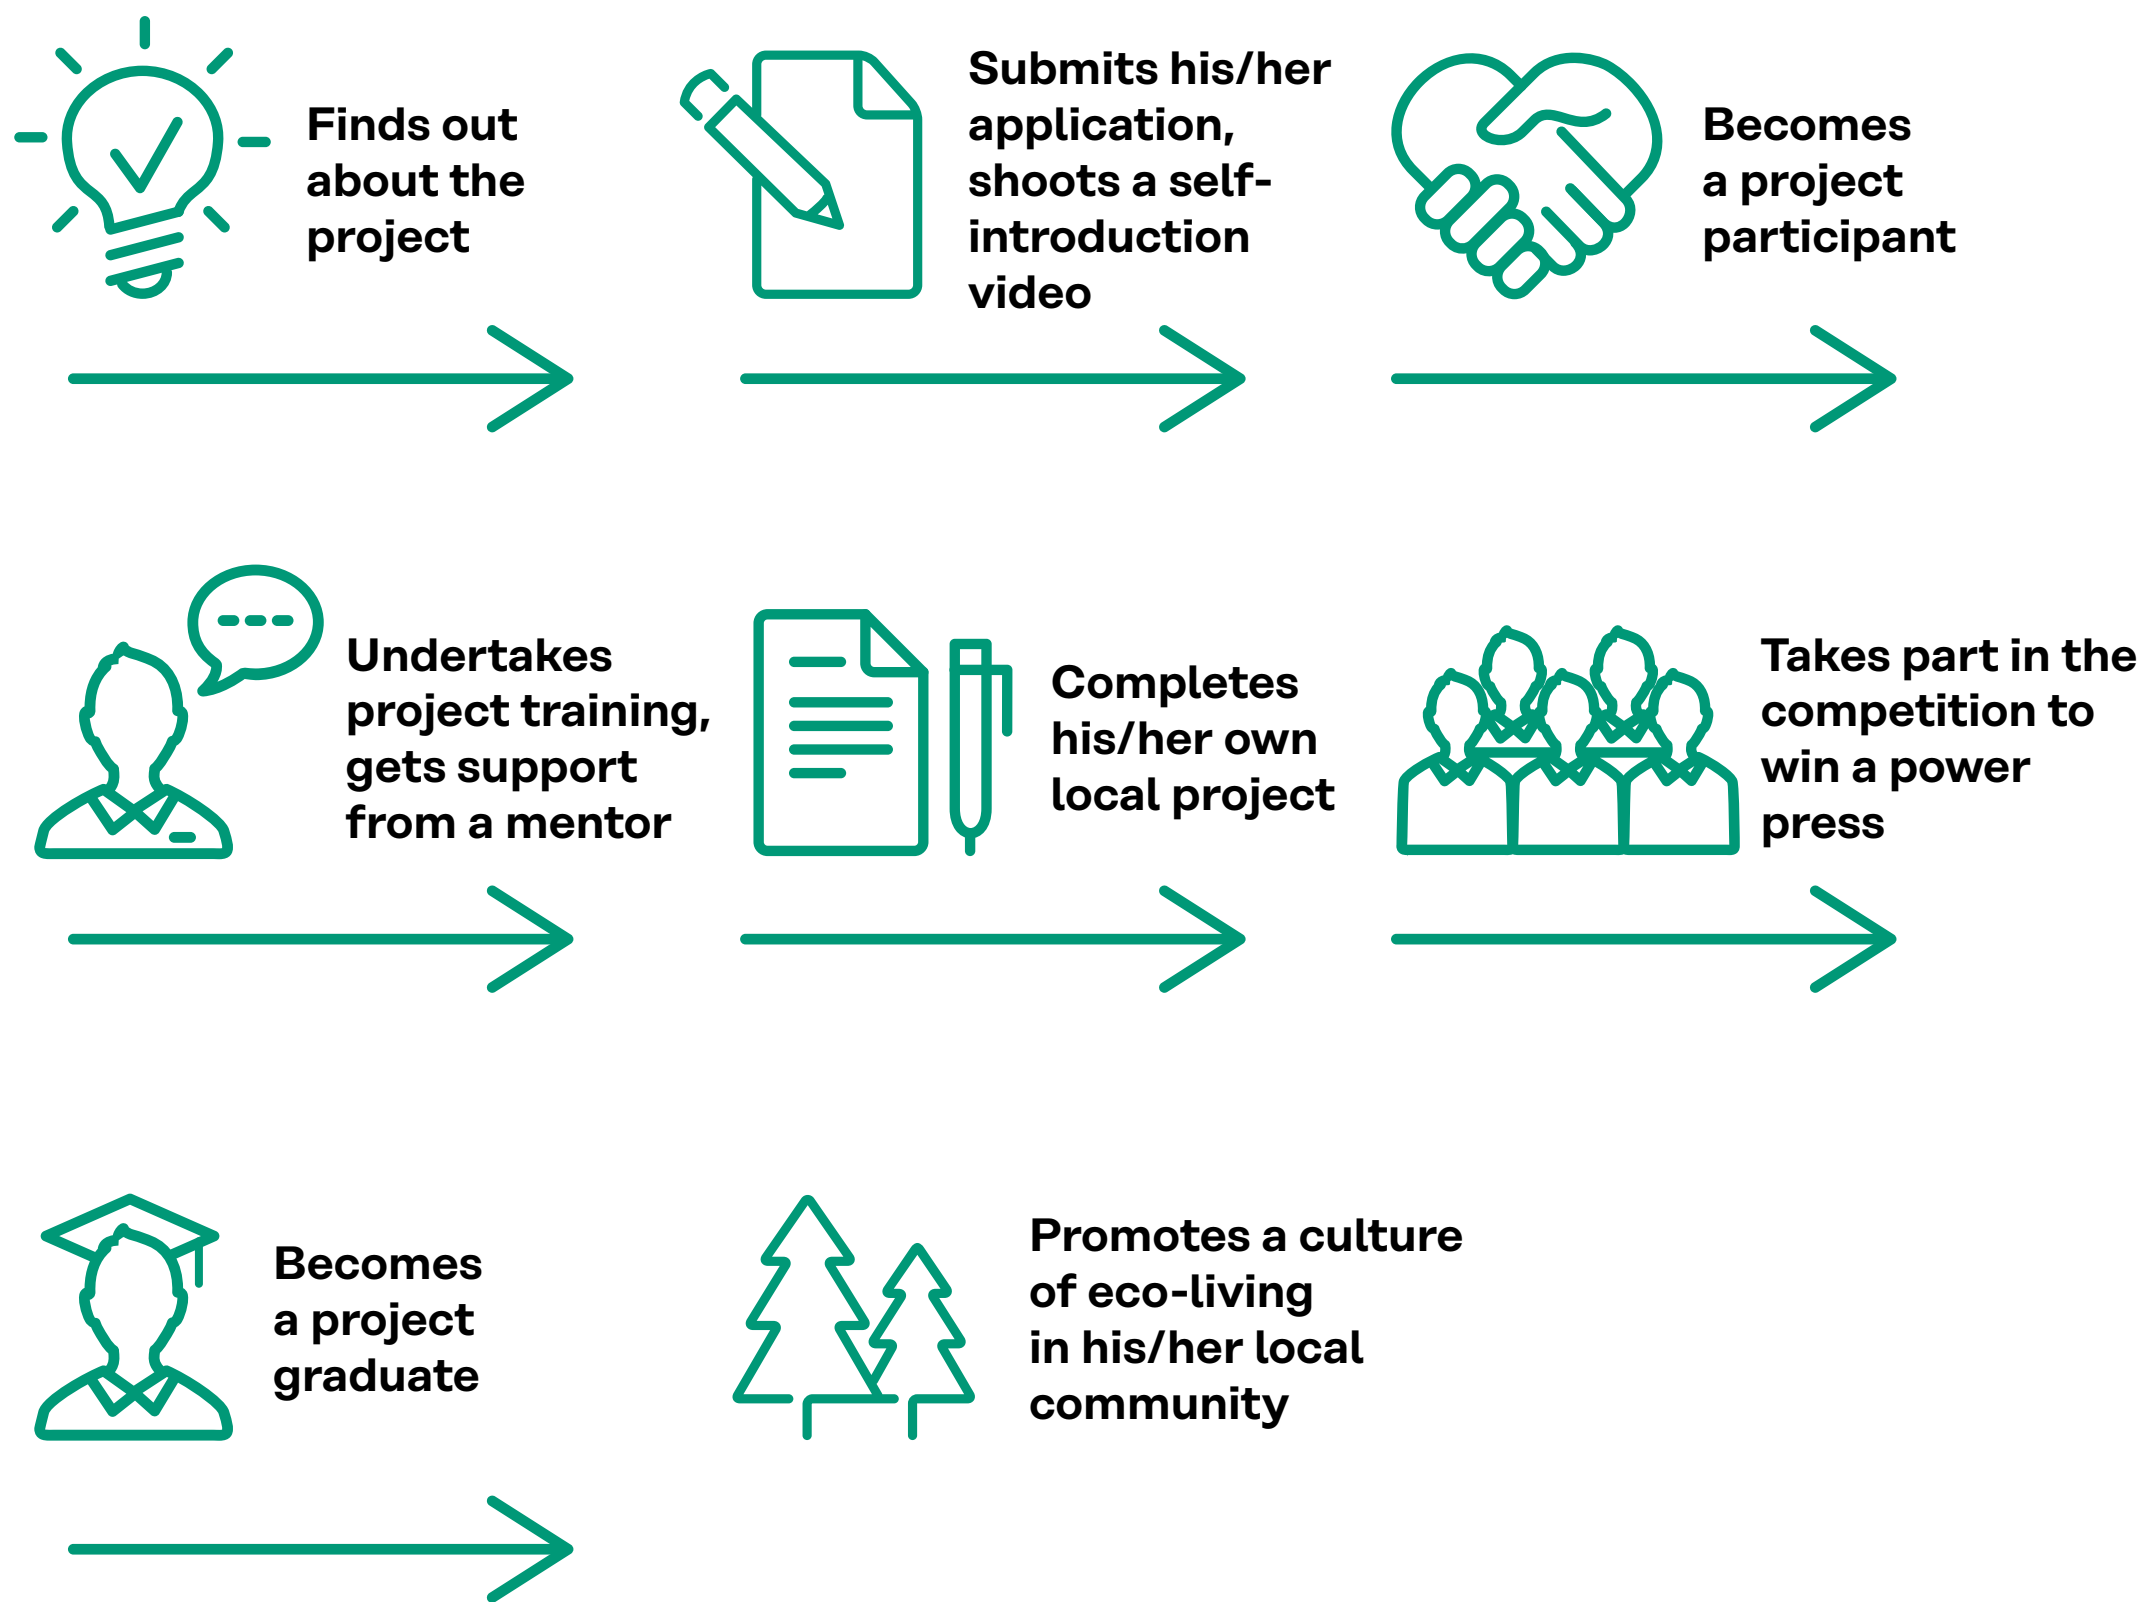 Finds out
about the
project
Submits his/her
application,
shoots a self-
introduction
video
Becomes
a project
participant
Undertakes
project training,
gets support
from a mentor
Completes
his/her own
local project
Takes part in the
competition to
win a power
press
Becomes
a project
graduate
Promotes a culture
of eco-living
in his/her local
community